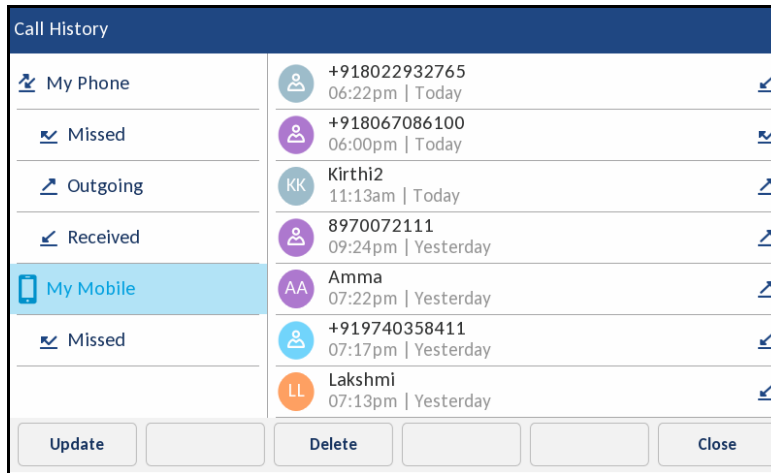 Call History
My Phone
Missed
Outgoing
Received
My Mobile
Missed
+918022932765
06:22pm | Today
+918067086100
06:00pm | Today
KK
Kirthi2
11:13am | Today
8970072111
09:24pm | Yesterday
AA
Amma
07:22pm | Yesterday
+919740358411
07:17pm | Yesterday
LL
Lakshmi
07:13pm | Yesterday
Update
Delete
Close